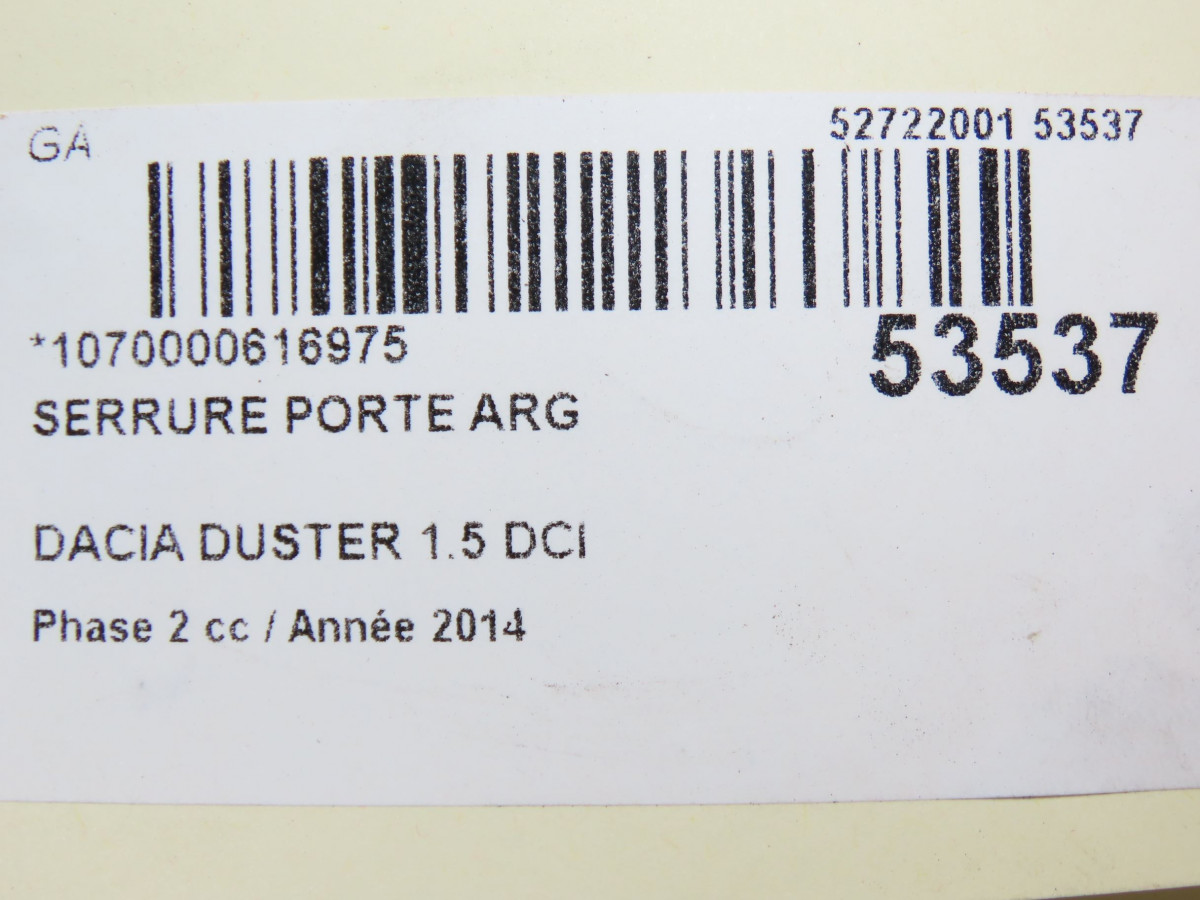 GA
52722001 53537
*1070000616975
53537
SERRURE PORTE ARG
DACIA DUSTER 1.5 DCI
Phase 2 cc / Année 2014